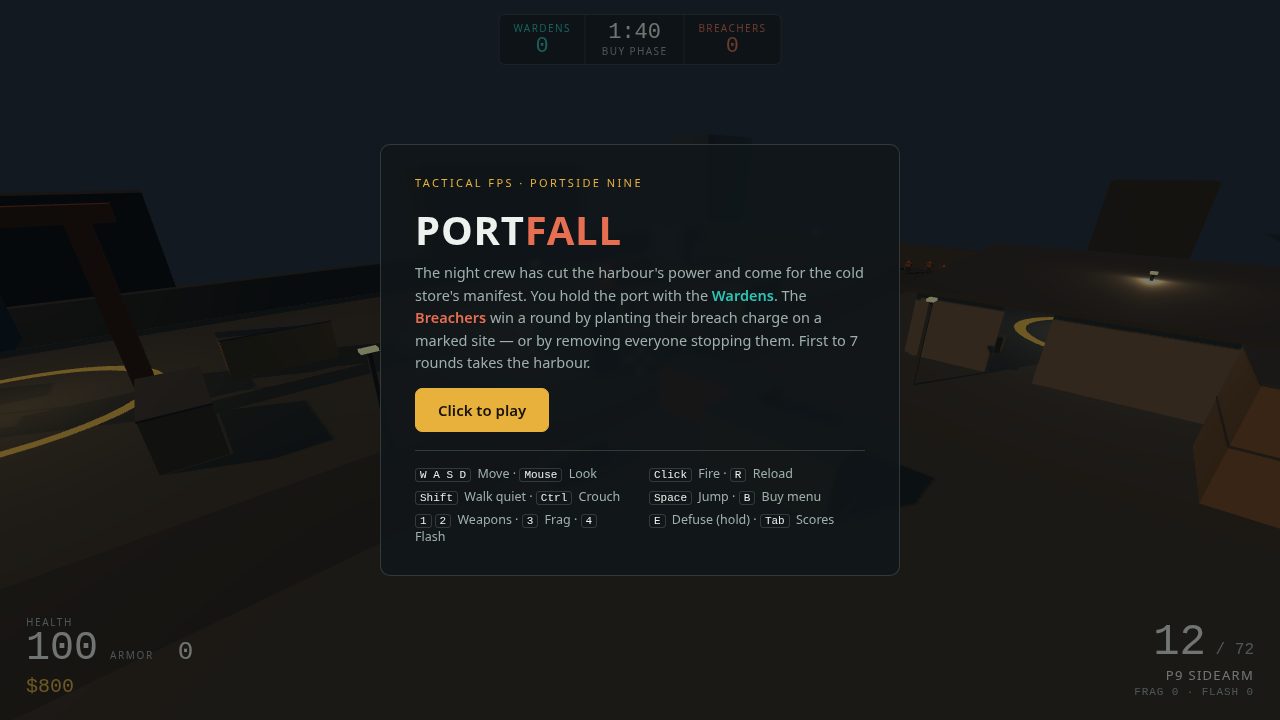 WARDENS
0
1:40
BUY PHASE
BREACHERS
0
TACTICAL FPS · PORTSIDE NINE
PORTFALL
The night crew has cut the harbour's power and come for the cold
store's manifest. You hold the port with the Wardens. The
Breachers win a round by planting their breach charge on a
marked site — or by removing everyone stopping them. First to 7
rounds takes the harbour.
Click to play
W A S D Move · Mouse Look
Click Fire · R Reload
Shift Walk quiet · Ctrl Crouch
Space Jump · B Buy menu
1 2 Weapons · 3 Frag · 4
Flash
E Defuse (hold) · Tab Scores
HEALTH
100 ARMOR 0
$800
12 / 72
P9 SIDEARM
FRAG 0 · FLASH 0